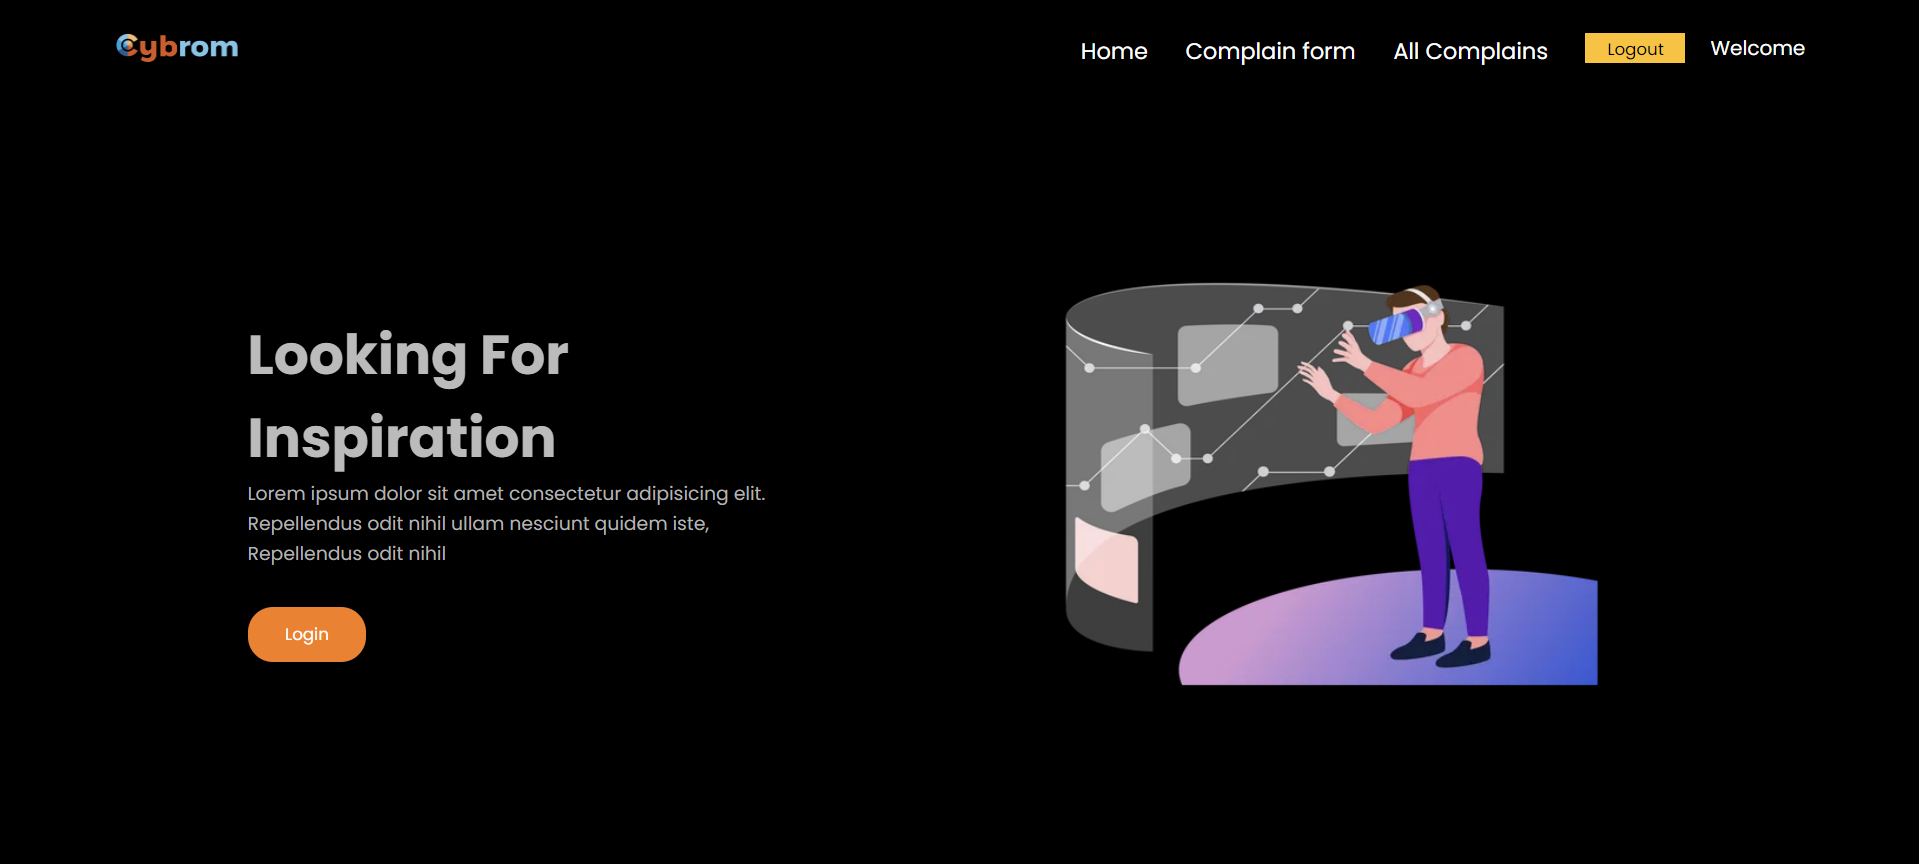 Cybrom
Home Complain form All Complains Logout Welcome
Looking For
Inspiration
Lorem ipsum dolor sit amet consectetur adipisicing elit.
Repellendus odit nihil ullam nesciunt quidem iste,
Repellendus odit nihil
Login